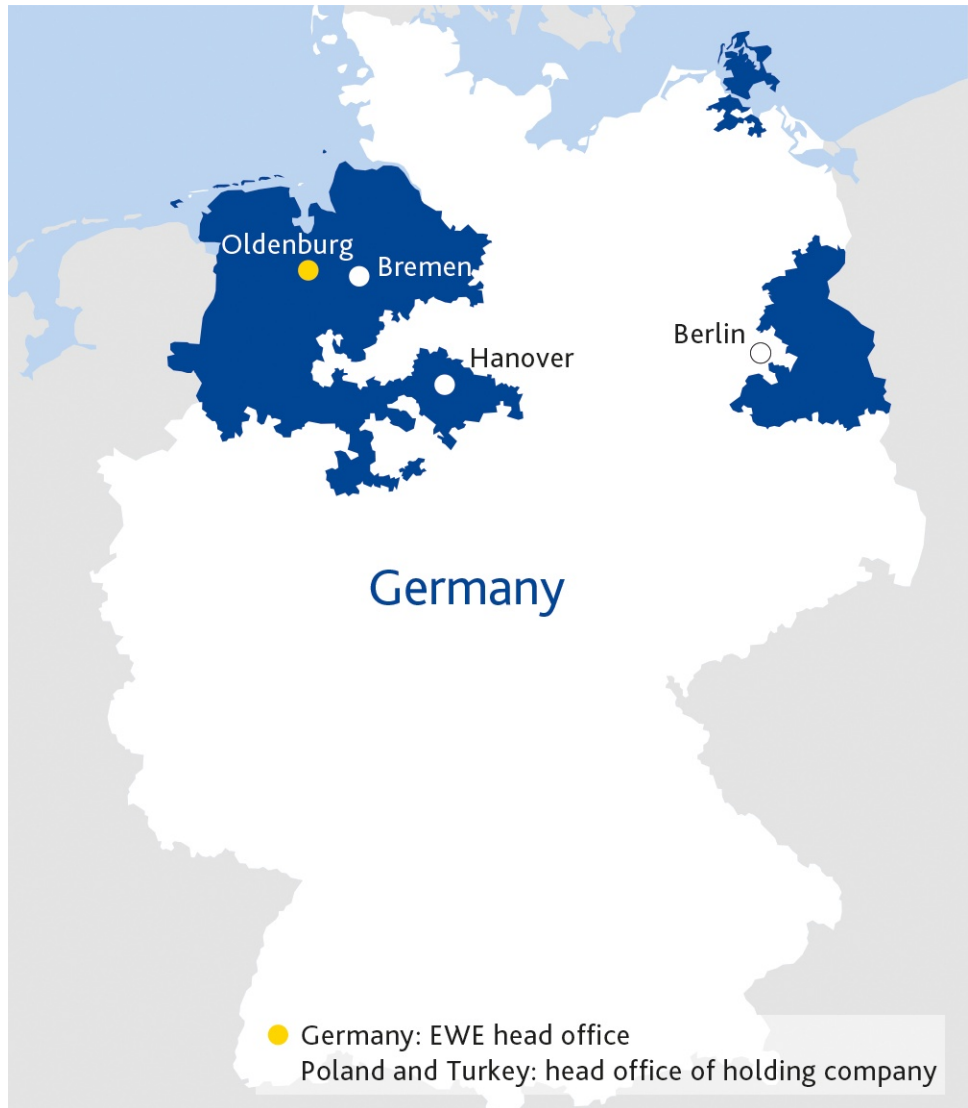 Oldenburg
Bremen
Berlin
Hanover
Germany
Germany: EWE head office
Poland and Turkey: head office of holding company